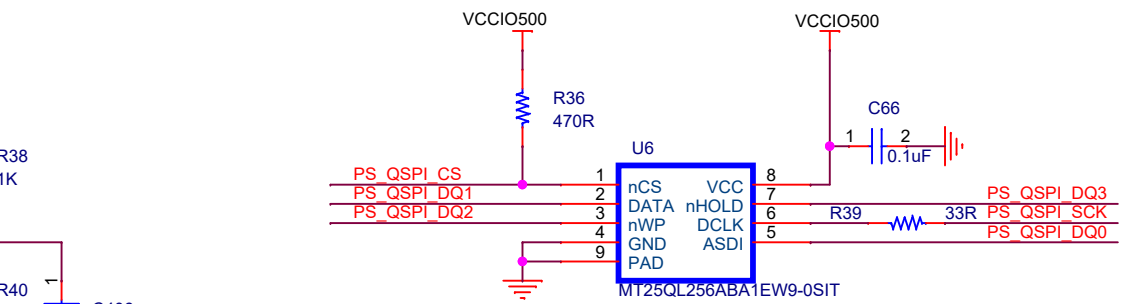 VCCIO500
VCCIO500
R36
470R
C66
1
2
0.1uF
R38
1K
U6
PS_QSPI_CS
1
nCS
VCC
8
PS_QSPI_DQ1
2
DATA
nHOLD
7
PS_QSPI_DQ3
PS_QSPI_DQ2
3
nWP
DCLK
6
R39
33R
PS_QSPI_SCK
4
GND
ASDI
5
PS_QSPI_DQ0
9
PAD
R40
1
MT25QL256ABA1EW9-0SIT